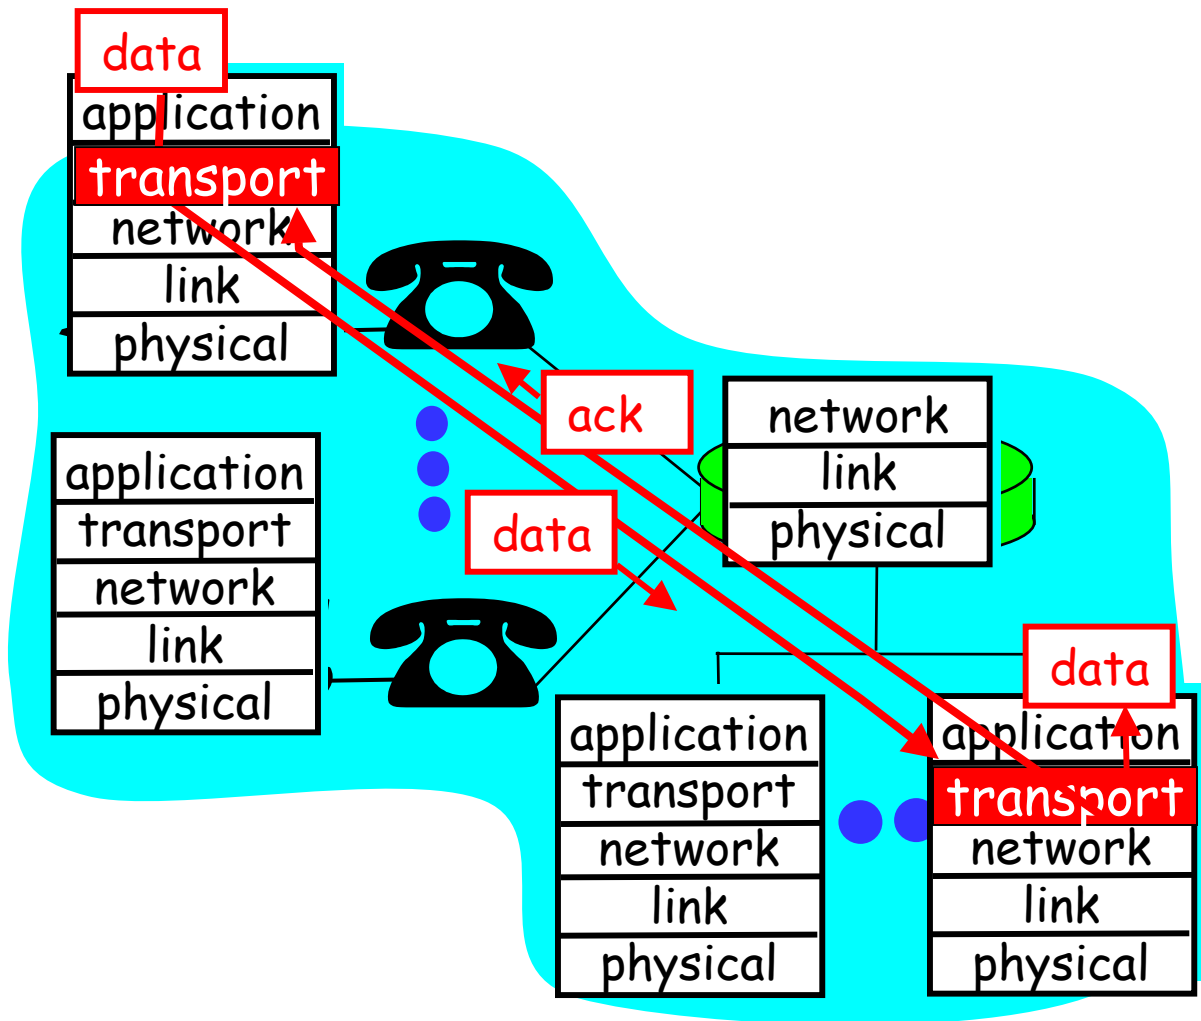 data
application
transport
network
link
physical
ack
network
link
physical
application
transport
network
link
physical
data
data
application
transport
network
link
physical
application
transport
network
link
physical